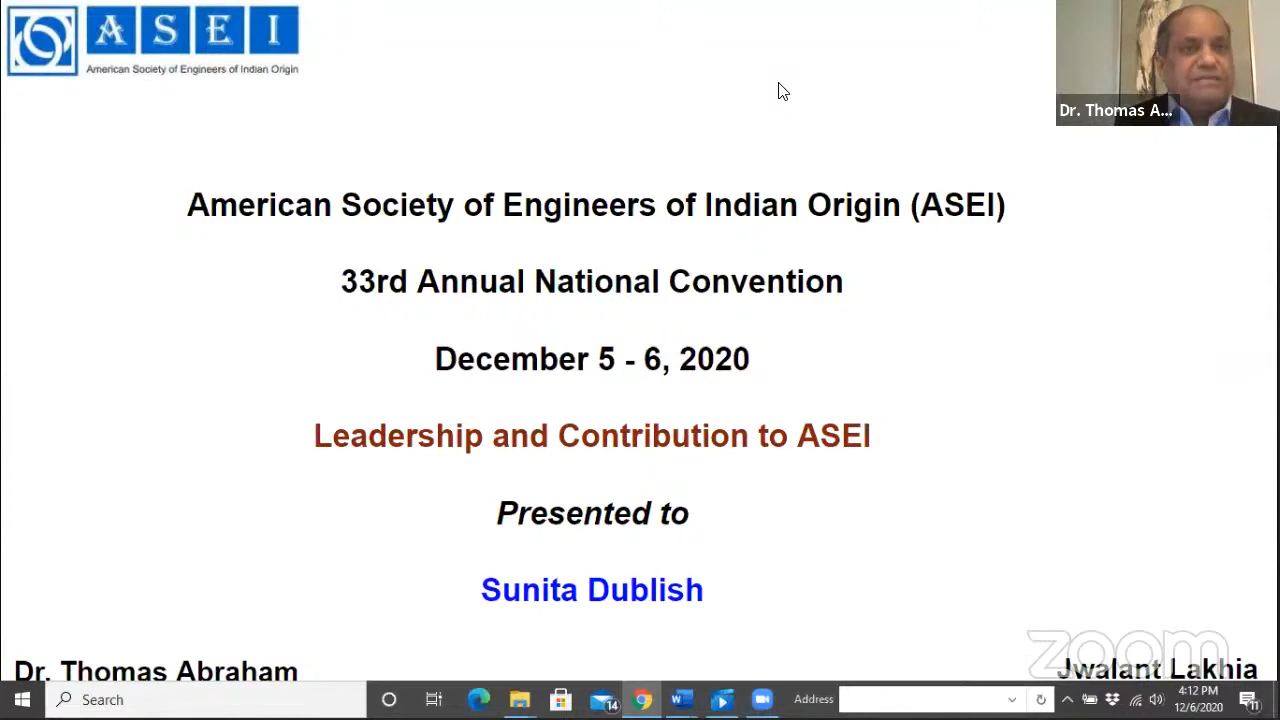 A S E I
American Society of Engineers of Indian Origin
Dr. Thomas A...
American Society of Engineers of Indian Origin (ASEI)
33rd Annual National Convention
December 5 - 6, 2020
Leadership and Contribution to ASEI
Presented to
Sunita Dublish
zoom
Dr. Thomas Abraham
Jwalant Lakhia
Search
14
Address
4:12 PM
12/6/2020
11